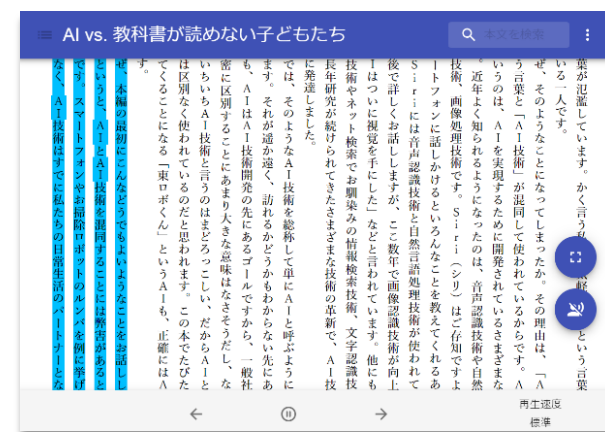 AI vs. 教科書が読めない子どもたち
本文を検索
葉が氾濫しています。かく言う私 という言葉
いる一人です。
ぜ、そのようなことになってしまったか。その理由は、「A
う言葉と「AI技術」が混同して使われているからです。A
いうのは、AIを実現するために開発されているさまざまな
。近年よく知られるようになったのは、音声認識技術や自然
技術、画像処理技術です。Siri(シリ)はご存知ですよ
ートフォンに話しかけるといろんなことを教えてくれるあ
Siriには音声認識技術と自然言語処理技術が使われて
後で詳しくお話ししますが、ここ数年で画像認識技術が向上
Iはついに視覚を手にした」などと言われています。他にも
技術やネット検索でお馴染みの情報検索技術、文字認識技
長年研究が続けられてきたさまざまな技術の革新で、AI技
に発達しました。
では、そのようなAI技術を総称して単にAIと呼ぶように
ます。それが遥か遠く、訪れるかどうかもわからない先にあ
も、AIはAI技術開発の先にあるゴールですから、一般社
密に区別することにあまり大きな意味はなさそうだし、な
いちいちAI技術と言うのはまどろっこしい、だからAIと
は区別なく使われているのだと思われます。この本でたびた
てくることになる「東ロボくん」というAIも、正確にはA
す。
ぜ、本編の最初にこんなどうでもよいようなことをお話しし
というと、AIとAI技術を混同することには弊害があると
です。スマートフォンやお掃除ロボットのルンバを例に挙げ
なく、AI技術はすでに私たちの日常生活のパートナーとな
再生速度
標準